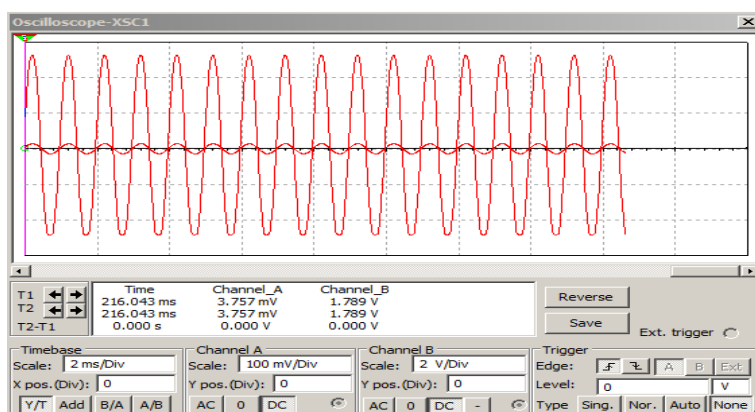 Oscilloscope-XSC1
Time Channel_A Channel_B
T1 216.043 ms 3.757 mV 1.789 V
T2 216.043 ms 3.757 mV 1.789 V
T2-T1 0.000 s 0.000 V 0.000 V
Reverse
Save
Ext. trigger
Timebase
Scale: 2 ms/Div
X pos.(Div): 0
Y/T Add B/A A/B
Channel A
Scale: 100 mV/Div
Y pos.(Div): 0
AC 0 DC
Channel B
Scale: 2 V/Div
Y pos.(Div): 0
AC 0 DC -
Trigger
Edge: A B Ext
Level: 0 V
Type Sing. Nor. Auto None